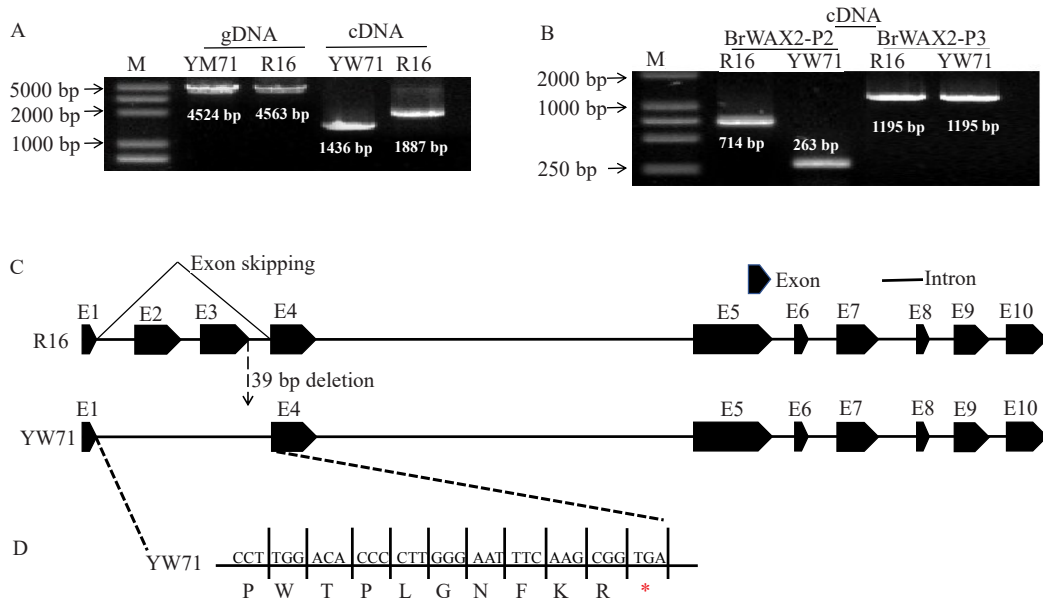 A
gDNA cDNA
M YM71 R16 YW71 R16
5000 bp
2000 bp
1000 bp
4524 bp 4563 bp
1436 bp 1887 bp
B
cDNA
BrWAX2-P2 BrWAX2-P3
M R16 YW71 R16 YW71
2000 bp
1000 bp
250 bp
714 bp 263 bp 1195 bp 1195 bp
C
Exon skipping
Exon Intron
E1 E2 E3 E4 E5 E6 E7 E8 E9 E10
R16
39 bp deletion
E1 E4 E5 E6 E7 E8 E9 E10
YW71
D
YW71
CCT TGG ACA CCC CTT GGG AAT TTC AAG CGG TGA
P W T P L G N F K R *